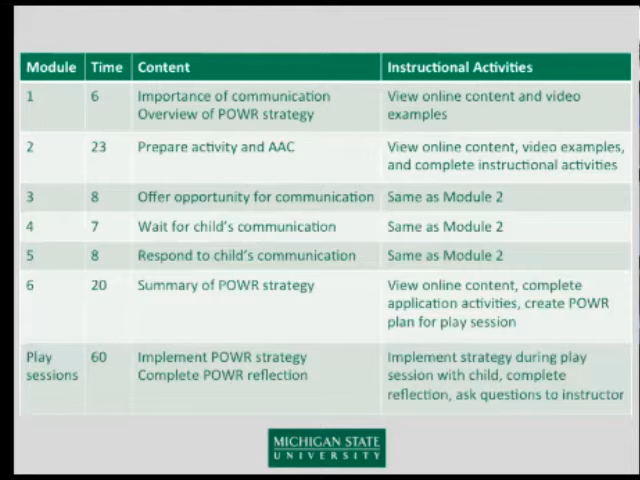 Module Time Content Instructional Activities
1 6 Importance of communication View online content and video
Overview of POWR strategy examples
2 23 Prepare activity and AAC View online content, video examples,
and complete instructional activities
3 8 Offer opportunity for communication Same as Module 2
4 7 Wait for child's communication Same as Module 2
5 8 Respond to child's communication Same as Module 2
6 20 Summary of POWR strategy View online content, complete
application activities, create POWR
plan for play session
Play 60 Implement POWR strategy Implement strategy during play
sessions Complete POWR reflection session with child, complete
reflection, ask questions to instructor
MICHIGAN STATE
UNIVERSITY